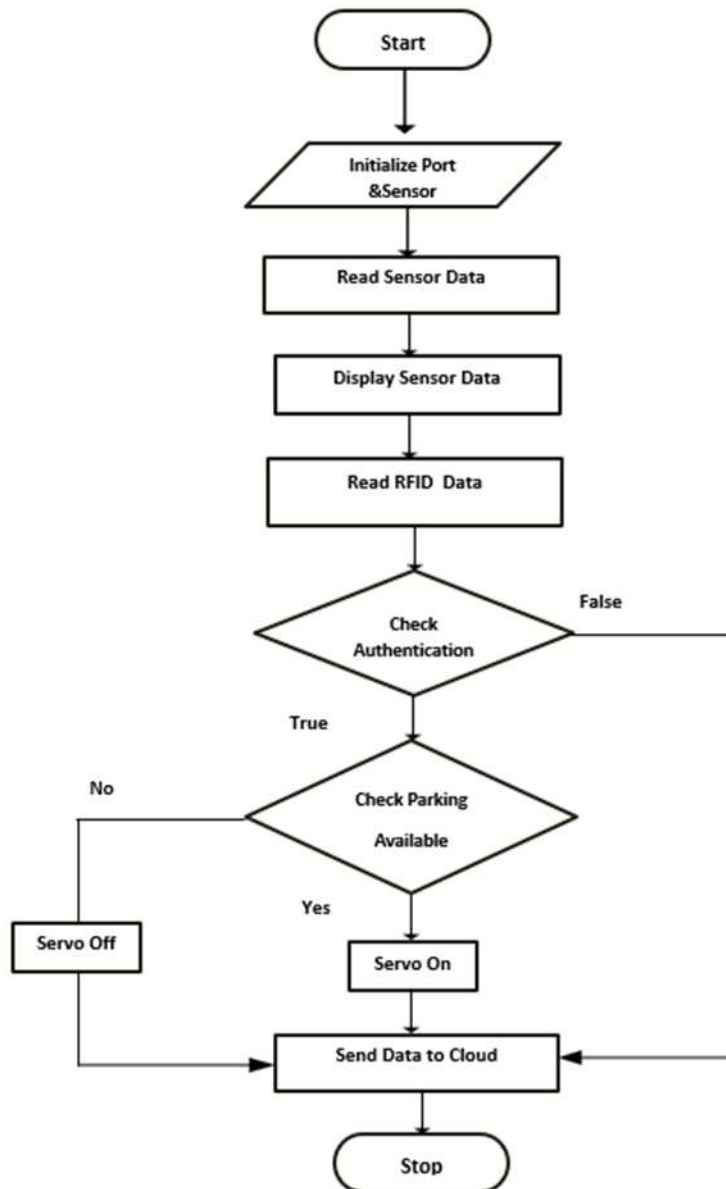 Start
Initialize Port
&Sensor
Read Sensor Data
Display Sensor Data
Read RFID Data
False
Check
Authentication
True
No
Check Parking
Available
Yes
Servo Off
Servo On
Send Data to Cloud
Stop